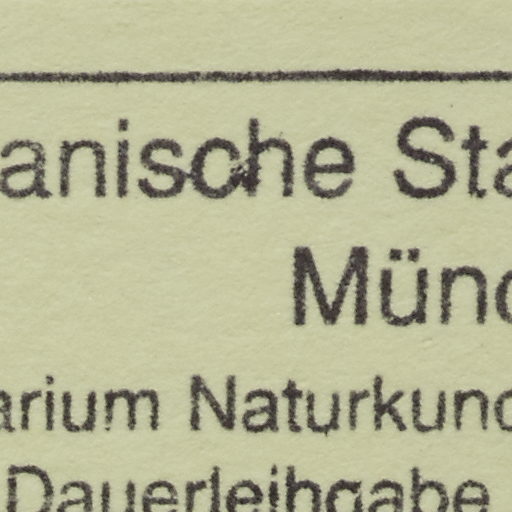 anische Sta
Münc
arium Naturkund
Dauerleihgabe